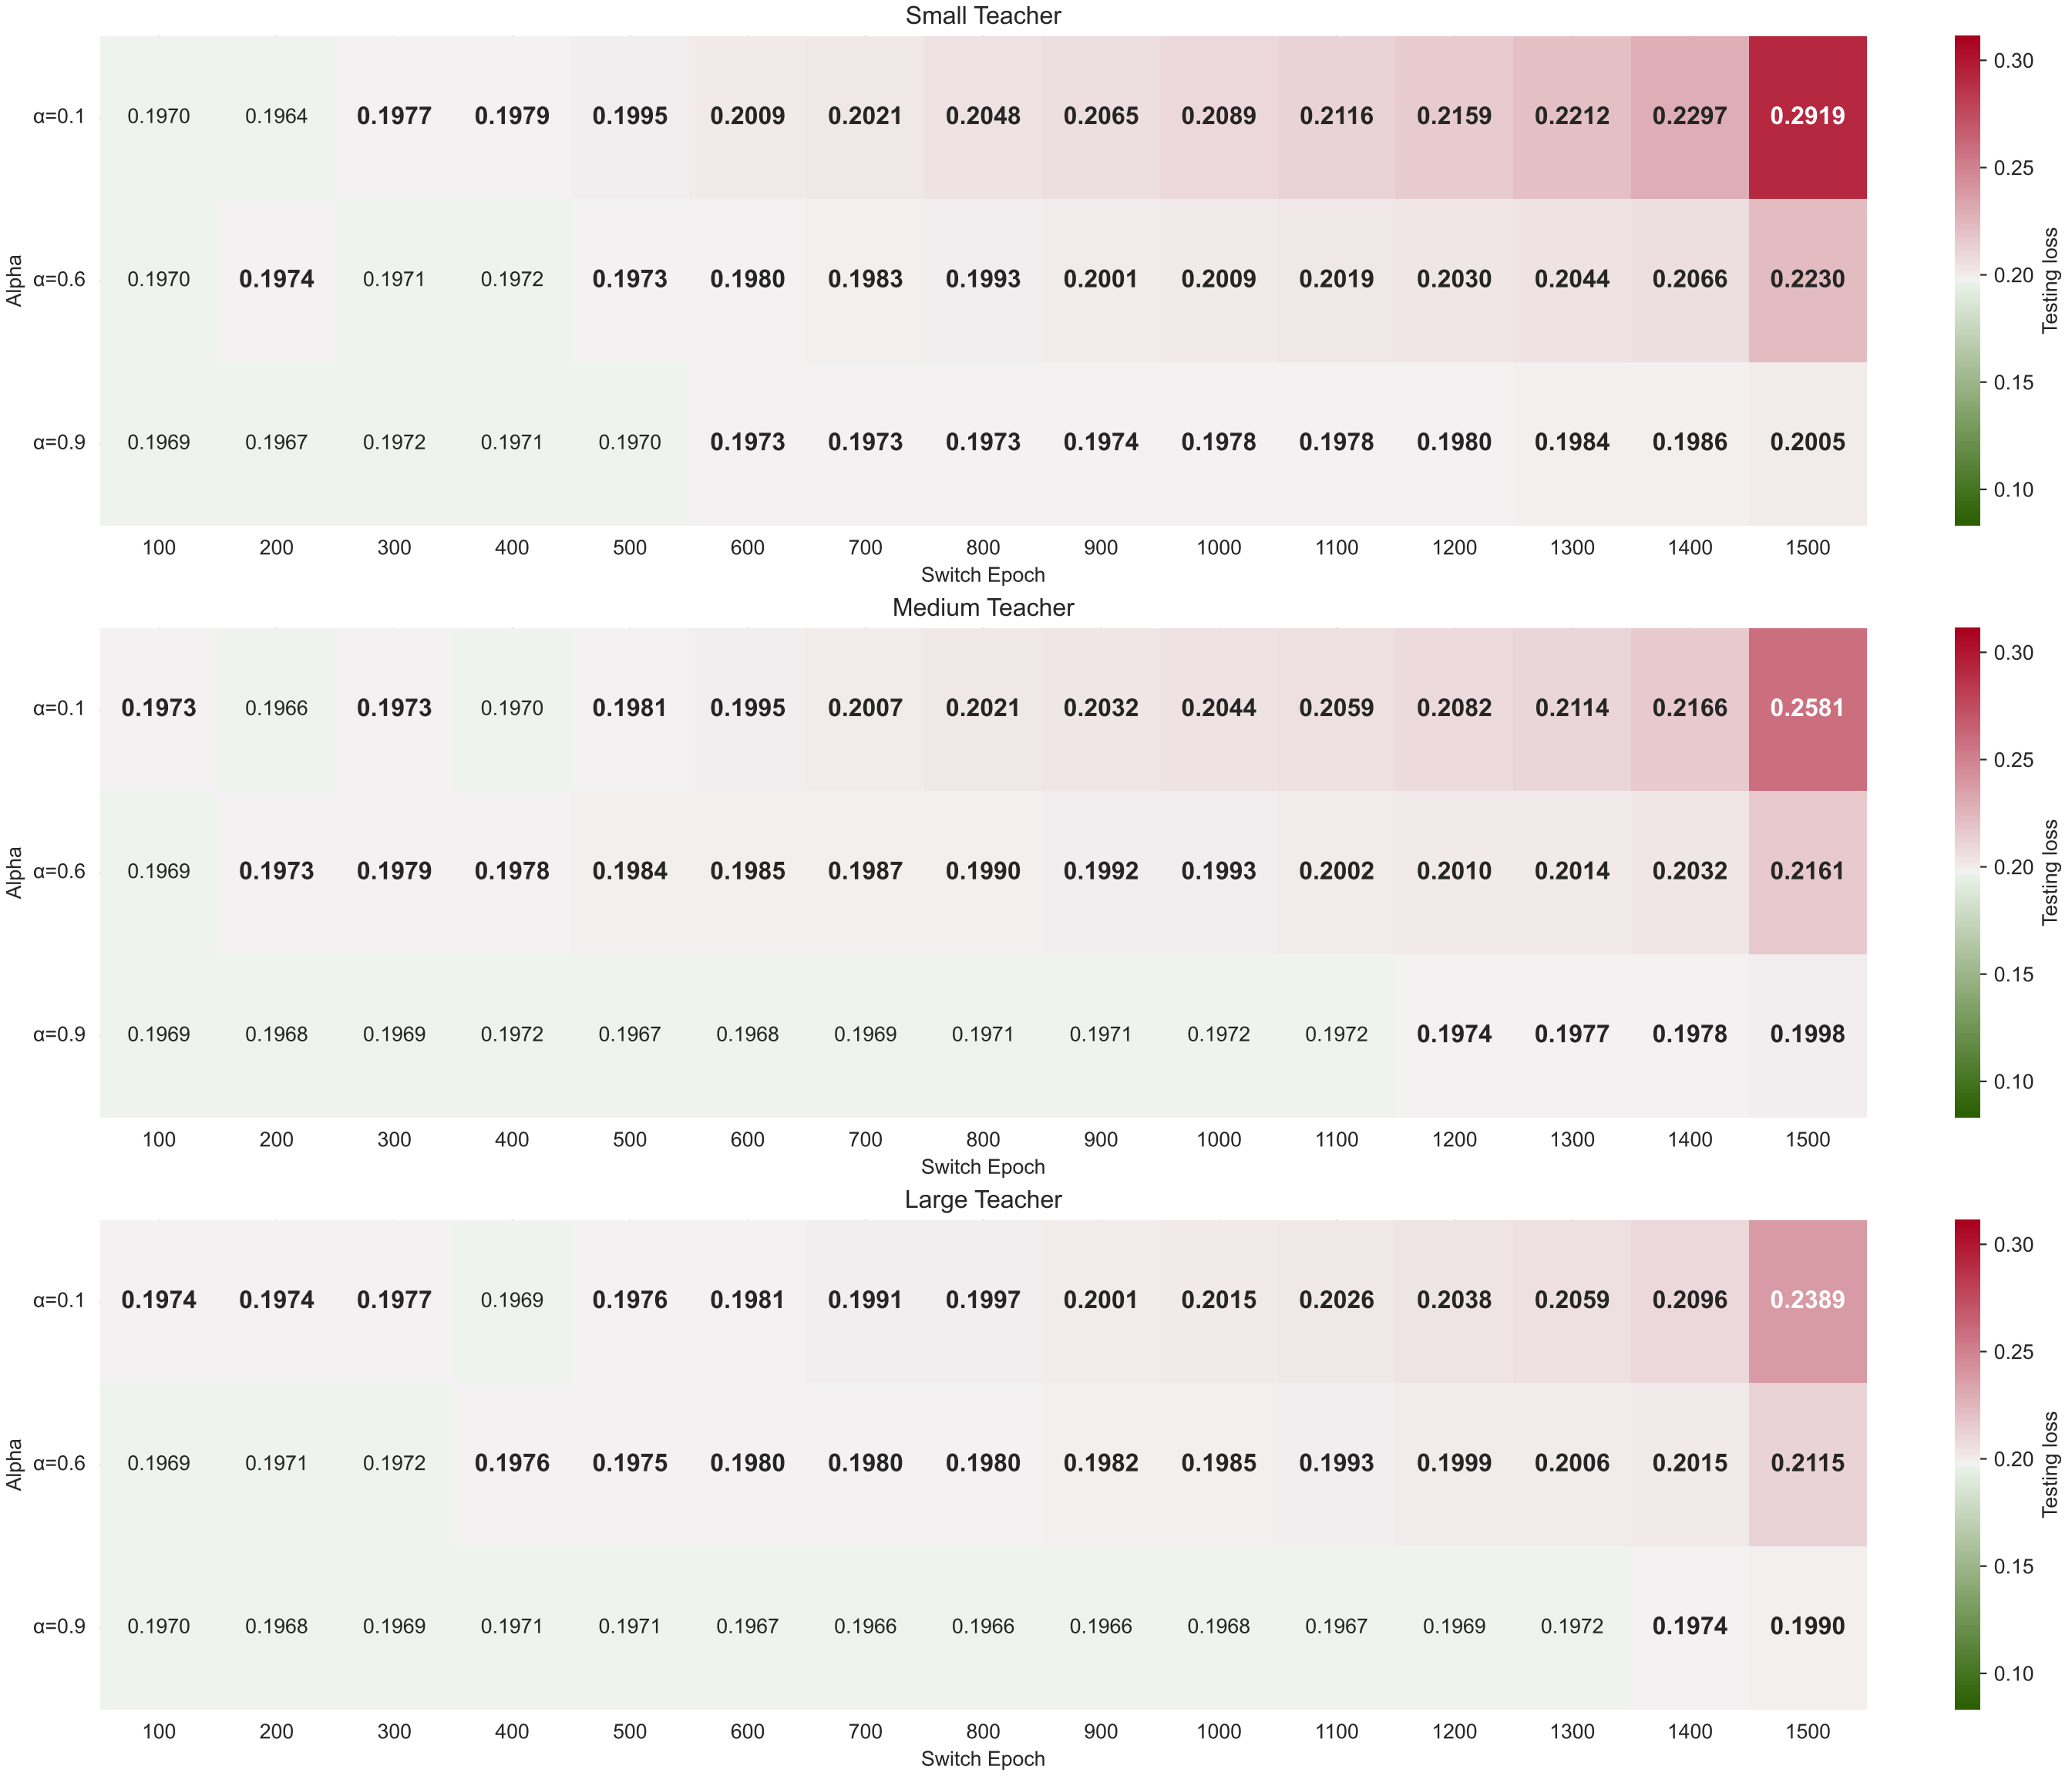 Small Teacher
α=0.1 0.1970 0.1964 0.1977 0.1979 0.1995 0.2009 0.2021 0.2048 0.2065 0.2089 0.2116 0.2159 0.2212 0.2297 0.2919
α=0.6 0.1970 0.1974 0.1971 0.1972 0.1973 0.1980 0.1983 0.1993 0.2001 0.2009 0.2019 0.2030 0.2044 0.2066 0.2230
α=0.9 0.1969 0.1967 0.1972 0.1971 0.1970 0.1973 0.1973 0.1973 0.1974 0.1978 0.1978 0.1980 0.1984 0.1986 0.2005
100 200 300 400 500 600 700 800 900 1000 1100 1200 1300 1400 1500
Switch Epoch
Alpha
0.30
0.25
0.20
0.15
0.10
Testing loss
Medium Teacher
α=0.1 0.1973 0.1966 0.1973 0.1970 0.1981 0.1995 0.2007 0.2021 0.2032 0.2044 0.2059 0.2082 0.2114 0.2166 0.2581
α=0.6 0.1969 0.1973 0.1979 0.1978 0.1984 0.1985 0.1987 0.1990 0.1992 0.1993 0.2002 0.2010 0.2014 0.2032 0.2161
α=0.9 0.1969 0.1968 0.1969 0.1972 0.1967 0.1968 0.1969 0.1971 0.1971 0.1972 0.1972 0.1974 0.1977 0.1978 0.1998
100 200 300 400 500 600 700 800 900 1000 1100 1200 1300 1400 1500
Switch Epoch
Alpha
0.30
0.25
0.20
0.15
0.10
Testing loss
Large Teacher
α=0.1 0.1974 0.1974 0.1977 0.1969 0.1976 0.1981 0.1991 0.1997 0.2001 0.2015 0.2026 0.2038 0.2059 0.2096 0.2389
α=0.6 0.1969 0.1971 0.1972 0.1976 0.1975 0.1980 0.1980 0.1980 0.1982 0.1985 0.1993 0.1999 0.2006 0.2015 0.2115
α=0.9 0.1970 0.1968 0.1969 0.1971 0.1971 0.1967 0.1966 0.1966 0.1966 0.1968 0.1967 0.1969 0.1972 0.1974 0.1990
100 200 300 400 500 600 700 800 900 1000 1100 1200 1300 1400 1500
Switch Epoch
Alpha
0.30
0.25
0.20
0.15
0.10
Testing loss